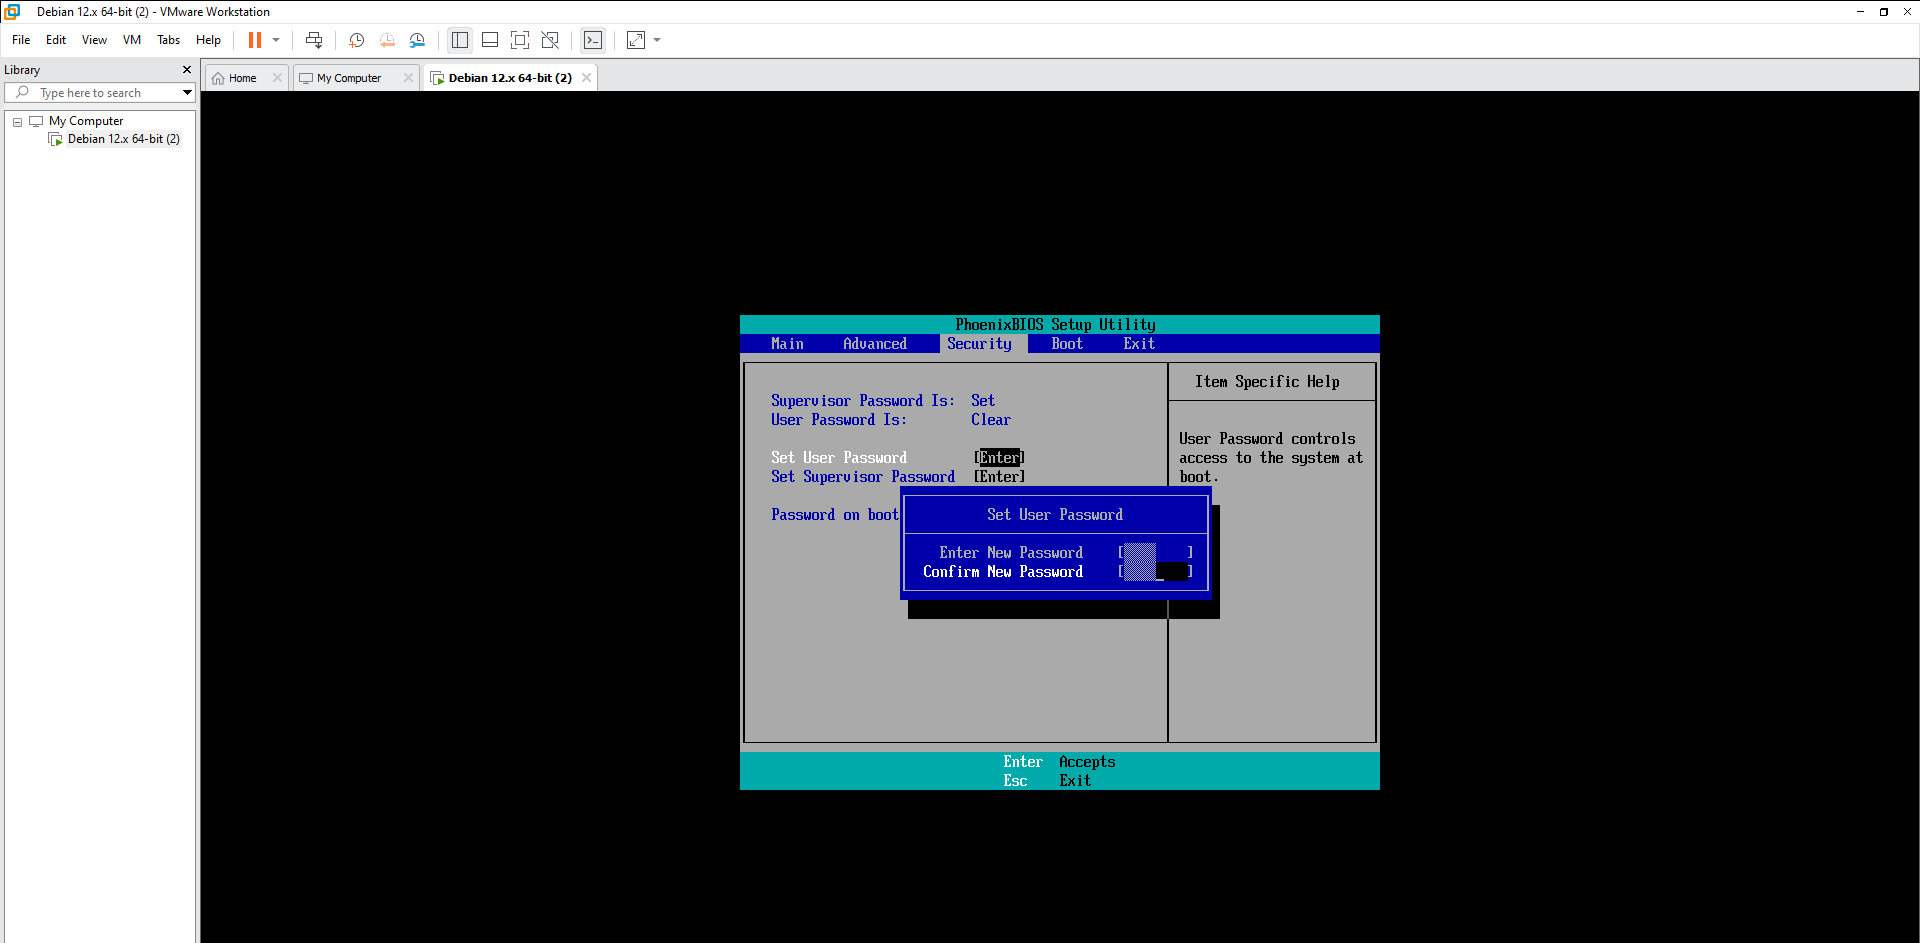 Debian 12.x 64-bit (2) - VMware Workstation
File Edit View VM Tabs Help
Library
Type here to search
My Computer
Debian 12.x 64-bit (2)
Home
My Computer
Debian 12.x 64-bit (2)
PhoenixBIOS Setup Utility
Main Advanced Security Boot Exit
Item Specific Help
Supervisor Password Is: Set
User Password Is: Clear
User Password controls
access to the system at
boot.
Set User Password [Enter]
Set Supervisor Password [Enter]
Password on boot
Set User Password
Enter New Password [ ]
Confirm New Password [ _ ]
Enter Accepts
Esc Exit